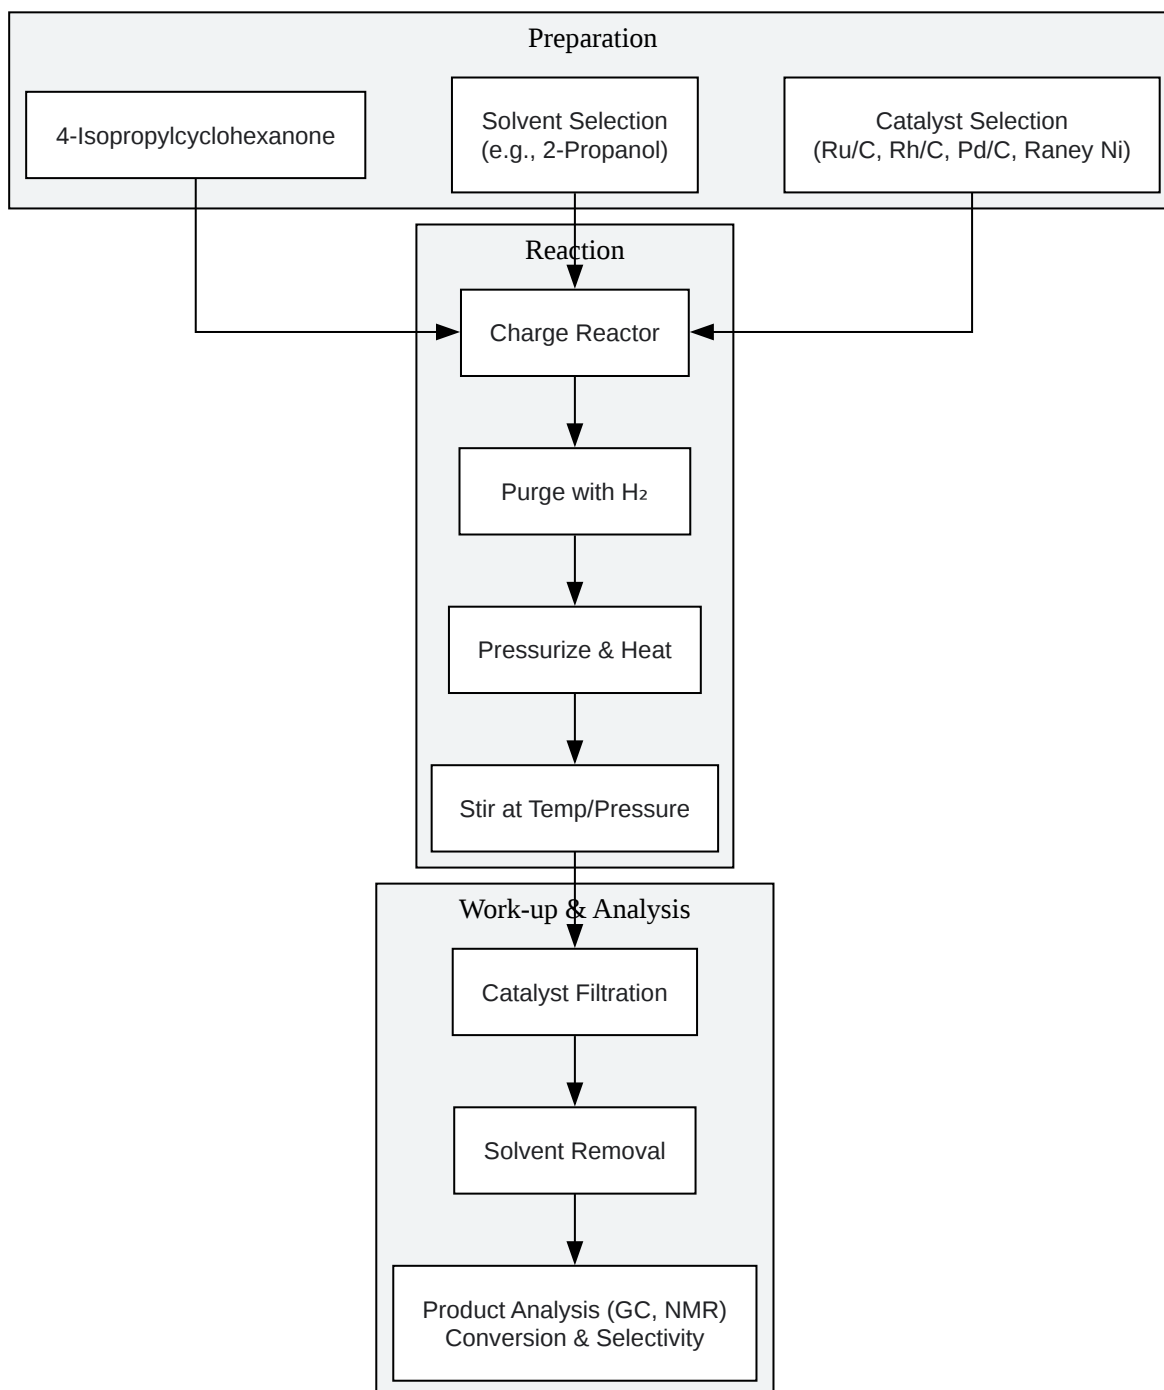 Preparation
4-Isopropylcyclohexanone
Solvent Selection
(e.g., 2-Propanol)
Catalyst Selection
(Ru/C, Rh/C, Pd/C, Raney Ni)
Reaction
Charge Reactor
Purge with H₂
Pressurize & Heat
Stir at Temp/Pressure
Work-up & Analysis
Catalyst Filtration
Solvent Removal
Product Analysis (GC, NMR)
Conversion & Selectivity